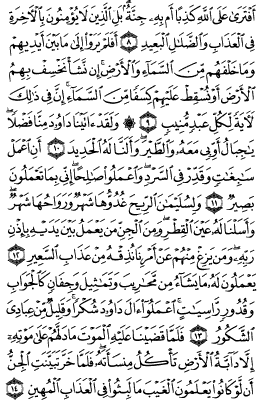 أَفْتَرَىٰ عَلَى ٱللَّهِ كَذِبًا أَم بِهِۦ جِنَّةٌۢ ۗ بَلِ ٱلَّذِينَ لَا يُؤْمِنُونَ بِٱلْءَاخِرَةِ
فِى ٱلْعَذَابِ وَٱلضَّلَٰلِ ٱلْبَعِيدِ ٨ أَفَلَمْ يَرَوْا۟ إِلَىٰ مَا بَيْنَ أَيْدِيهِمْ
وَمَا خَلْفَهُم مِّنَ ٱلسَّمَآءِ وَٱلْأَرْضِ ۚ إِن نَّشَأْ نَخْسِفْ بِهِمُ
ٱلْأَرْضَ أَوْ نُسْقِطْ عَلَيْهِمْ كِسَفًا مِّنَ ٱلسَّمَآءِ ۚ إِنَّ فِى ذَٰلِكَ
لَءَايَةً لِّكُلِّ عَبْدٍ مُّنِيبٍ ٩ ۞ وَلَقَدْ ءَاتَيْنَا دَاوُۥدَ مِنَّا فَضْلًا ۖ
يَٰجِبَالُ أَوِّبِى مَعَهُۥ وَٱلطَّيْرَ ۖ وَأَلَنَّا لَهُ ٱلْحَدِيدَ ١٠ أَنِ ٱعْمَلْ
سَٰبِغَٰتٍ وَقَدِّرْ فِى ٱلسَّرْدِ ۖ وَٱعْمَلُوا۟ صَٰلِحًا ۖ إِنِّى بِمَا تَعْمَلُونَ
بَصِيرٌ ١١ وَلِسُلَيْمَٰنَ ٱلرِّيحَ غُدُوُّهَا شَهْرٌ وَرَوَاحُهَا شَهْرٌ ۖ
وَأَسَلْنَا لَهُۥ عَيْنَ ٱلْقِطْرِ ۖ وَمِنَ ٱلْجِنِّ مَن يَعْمَلُ بَيْنَ يَدَيْهِ بِإِذْنِ
رَبِّهِۦ ۖ وَمَن يَزِغْ مِنْهُمْ عَنْ أَمْرِنَا نُذِقْهُ مِنْ عَذَابِ ٱلسَّعِيرِ ١٢
يَعْمَلُونَ لَهُۥ مَا يَشَآءُ مِن مَّحَٰرِيبَ وَتَمَٰثِيلَ وَجِفَانٍ كَٱلْجَوَابِ
وَقُدُورٍ رَّاسِيَٰتٍ ۚ ٱعْمَلُوٓا۟ ءَالَ دَاوُۥدَ شُكْرًا ۚ وَقَلِيلٌ مِّنْ عِبَادِىَ
ٱلشَّكُورُ ١٣ فَلَمَّا قَضَيْنَا عَلَيْهِ ٱلْمَوْتَ مَا دَلَّهُمْ عَلَىٰ مَوْتِهِۦٓ
إِلَّا دَآبَّةُ ٱلْأَرْضِ تَأْكُلُ مِنسَأَتَهُۥ ۖ فَلَمَّا خَرَّ تَبَيَّنَتِ ٱلْجِنُّ
أَن لَّوْ كَانُوا۟ يَعْلَمُونَ ٱلْغَيْبَ مَا لَبِثُوا۟ فِى ٱلْعَذَابِ ٱلْمُهِينِ ١٤